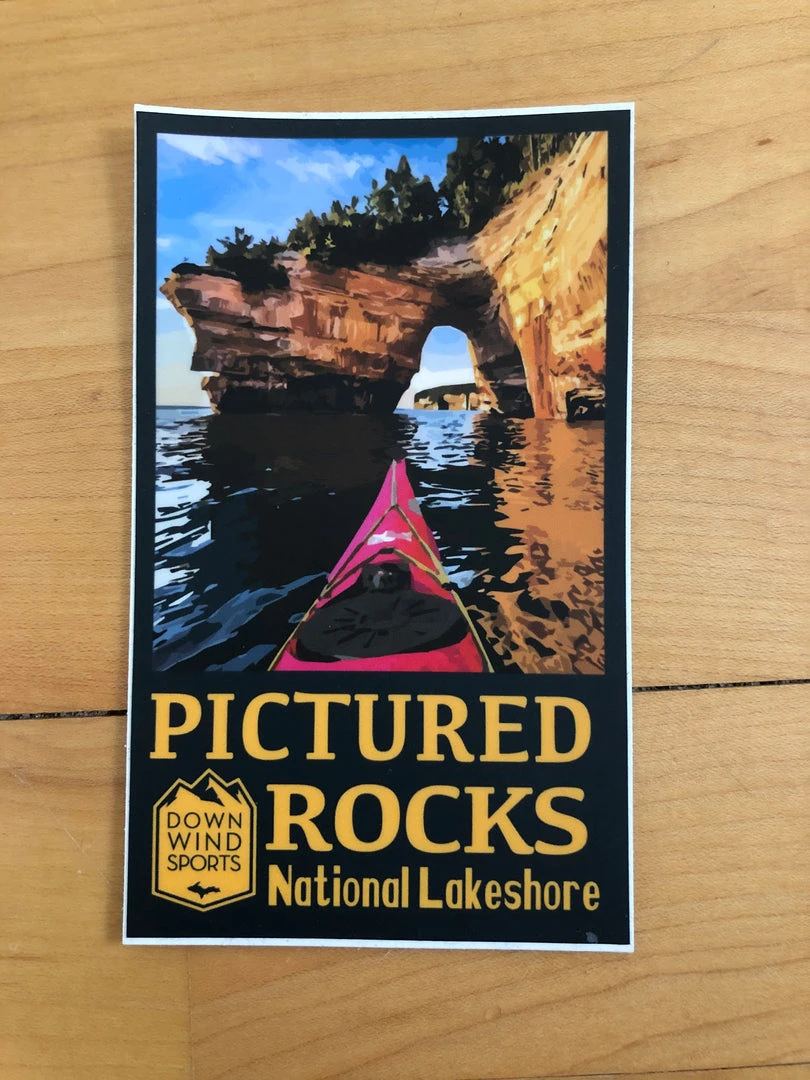 PICTURED
ROCKS
National Lakeshore
DOWN
WIND
SPORTS